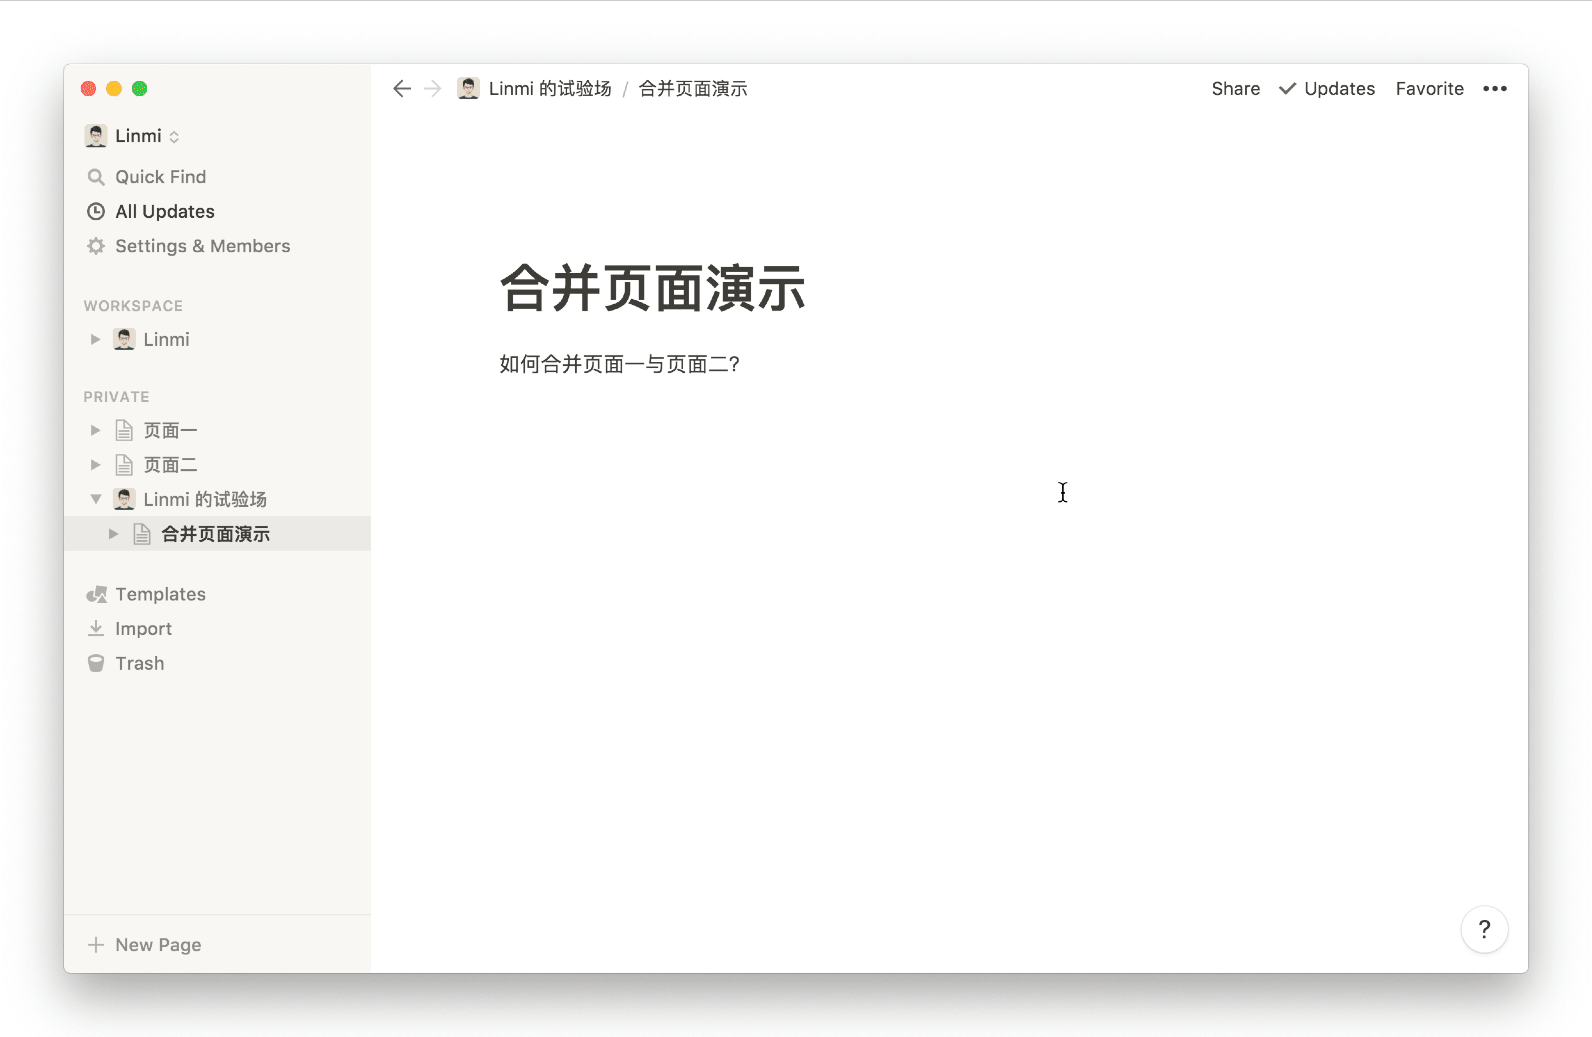 Linmi
Quick Find
All Updates
Settings & Members
WORKSPACE
Linmi
PRIVATE
页面一
页面二
Linmi 的试验场
合并页面演示
Templates
Import
Trash
New Page
Linmi 的试验场 / 合并页面演示
Share Updates Favorite •••
合并页面演示
如何合并页面一与页面二?
?